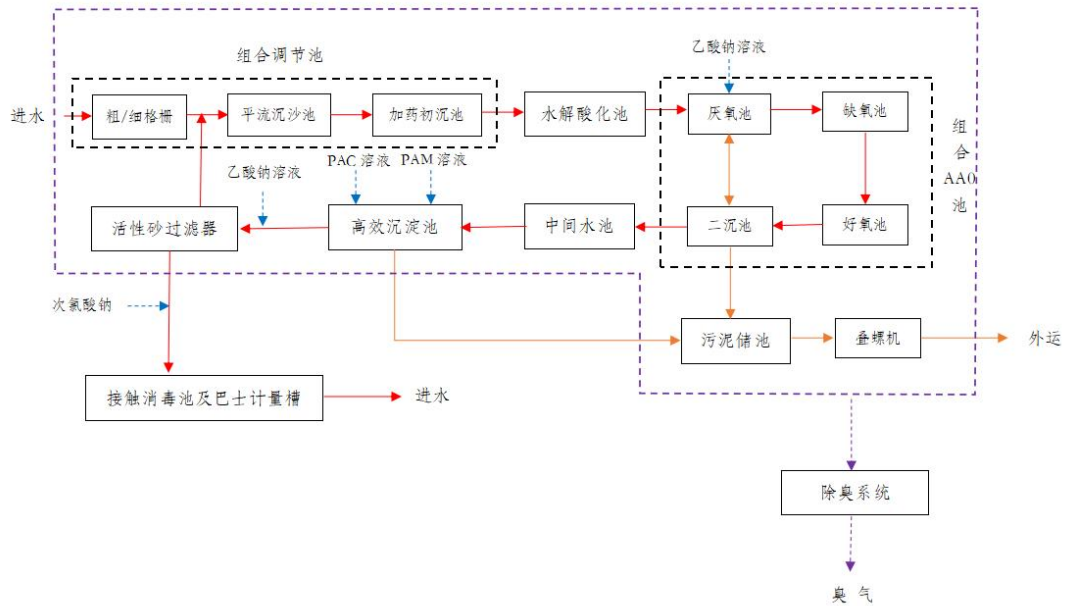 组合调节池
乙酸钠溶液
进水
粗/细格栅
平流沉沙池
加药初沉池
水解酸化池
厌氧池
缺氧池
组
合
AAO
池
乙酸钠溶液
PAC 溶液
PAM 溶液
活性砂过滤器
高效沉淀池
中间水池
二沉池
好氧池
次氯酸钠
污泥储池
叠螺机
外运
接触消毒池及巴士计量槽
进水
除臭系统
臭 气